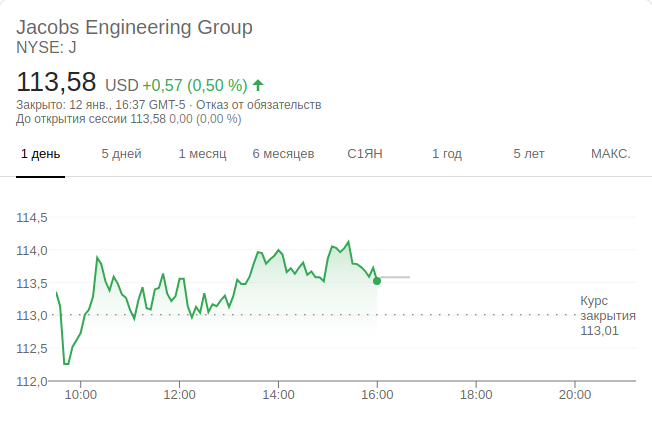 Jacobs Engineering Group
NYSE: J
113,58 USD +0,57 (0,50 %)
Закрыто: 12 янв., 16:37 GMT-5 · Отказ от обязательств
До открытия сессии 113,58 0,00 (0,00 %)
1 день 5 дней 1 месяц 6 месяцев С1ЯН 1 год 5 лет МАКС.
114,5
114,0
113,5
113,0
112,5
112,0
Курс
закрытия
113,01
10:00 12:00 14:00 16:00 18:00 20:00